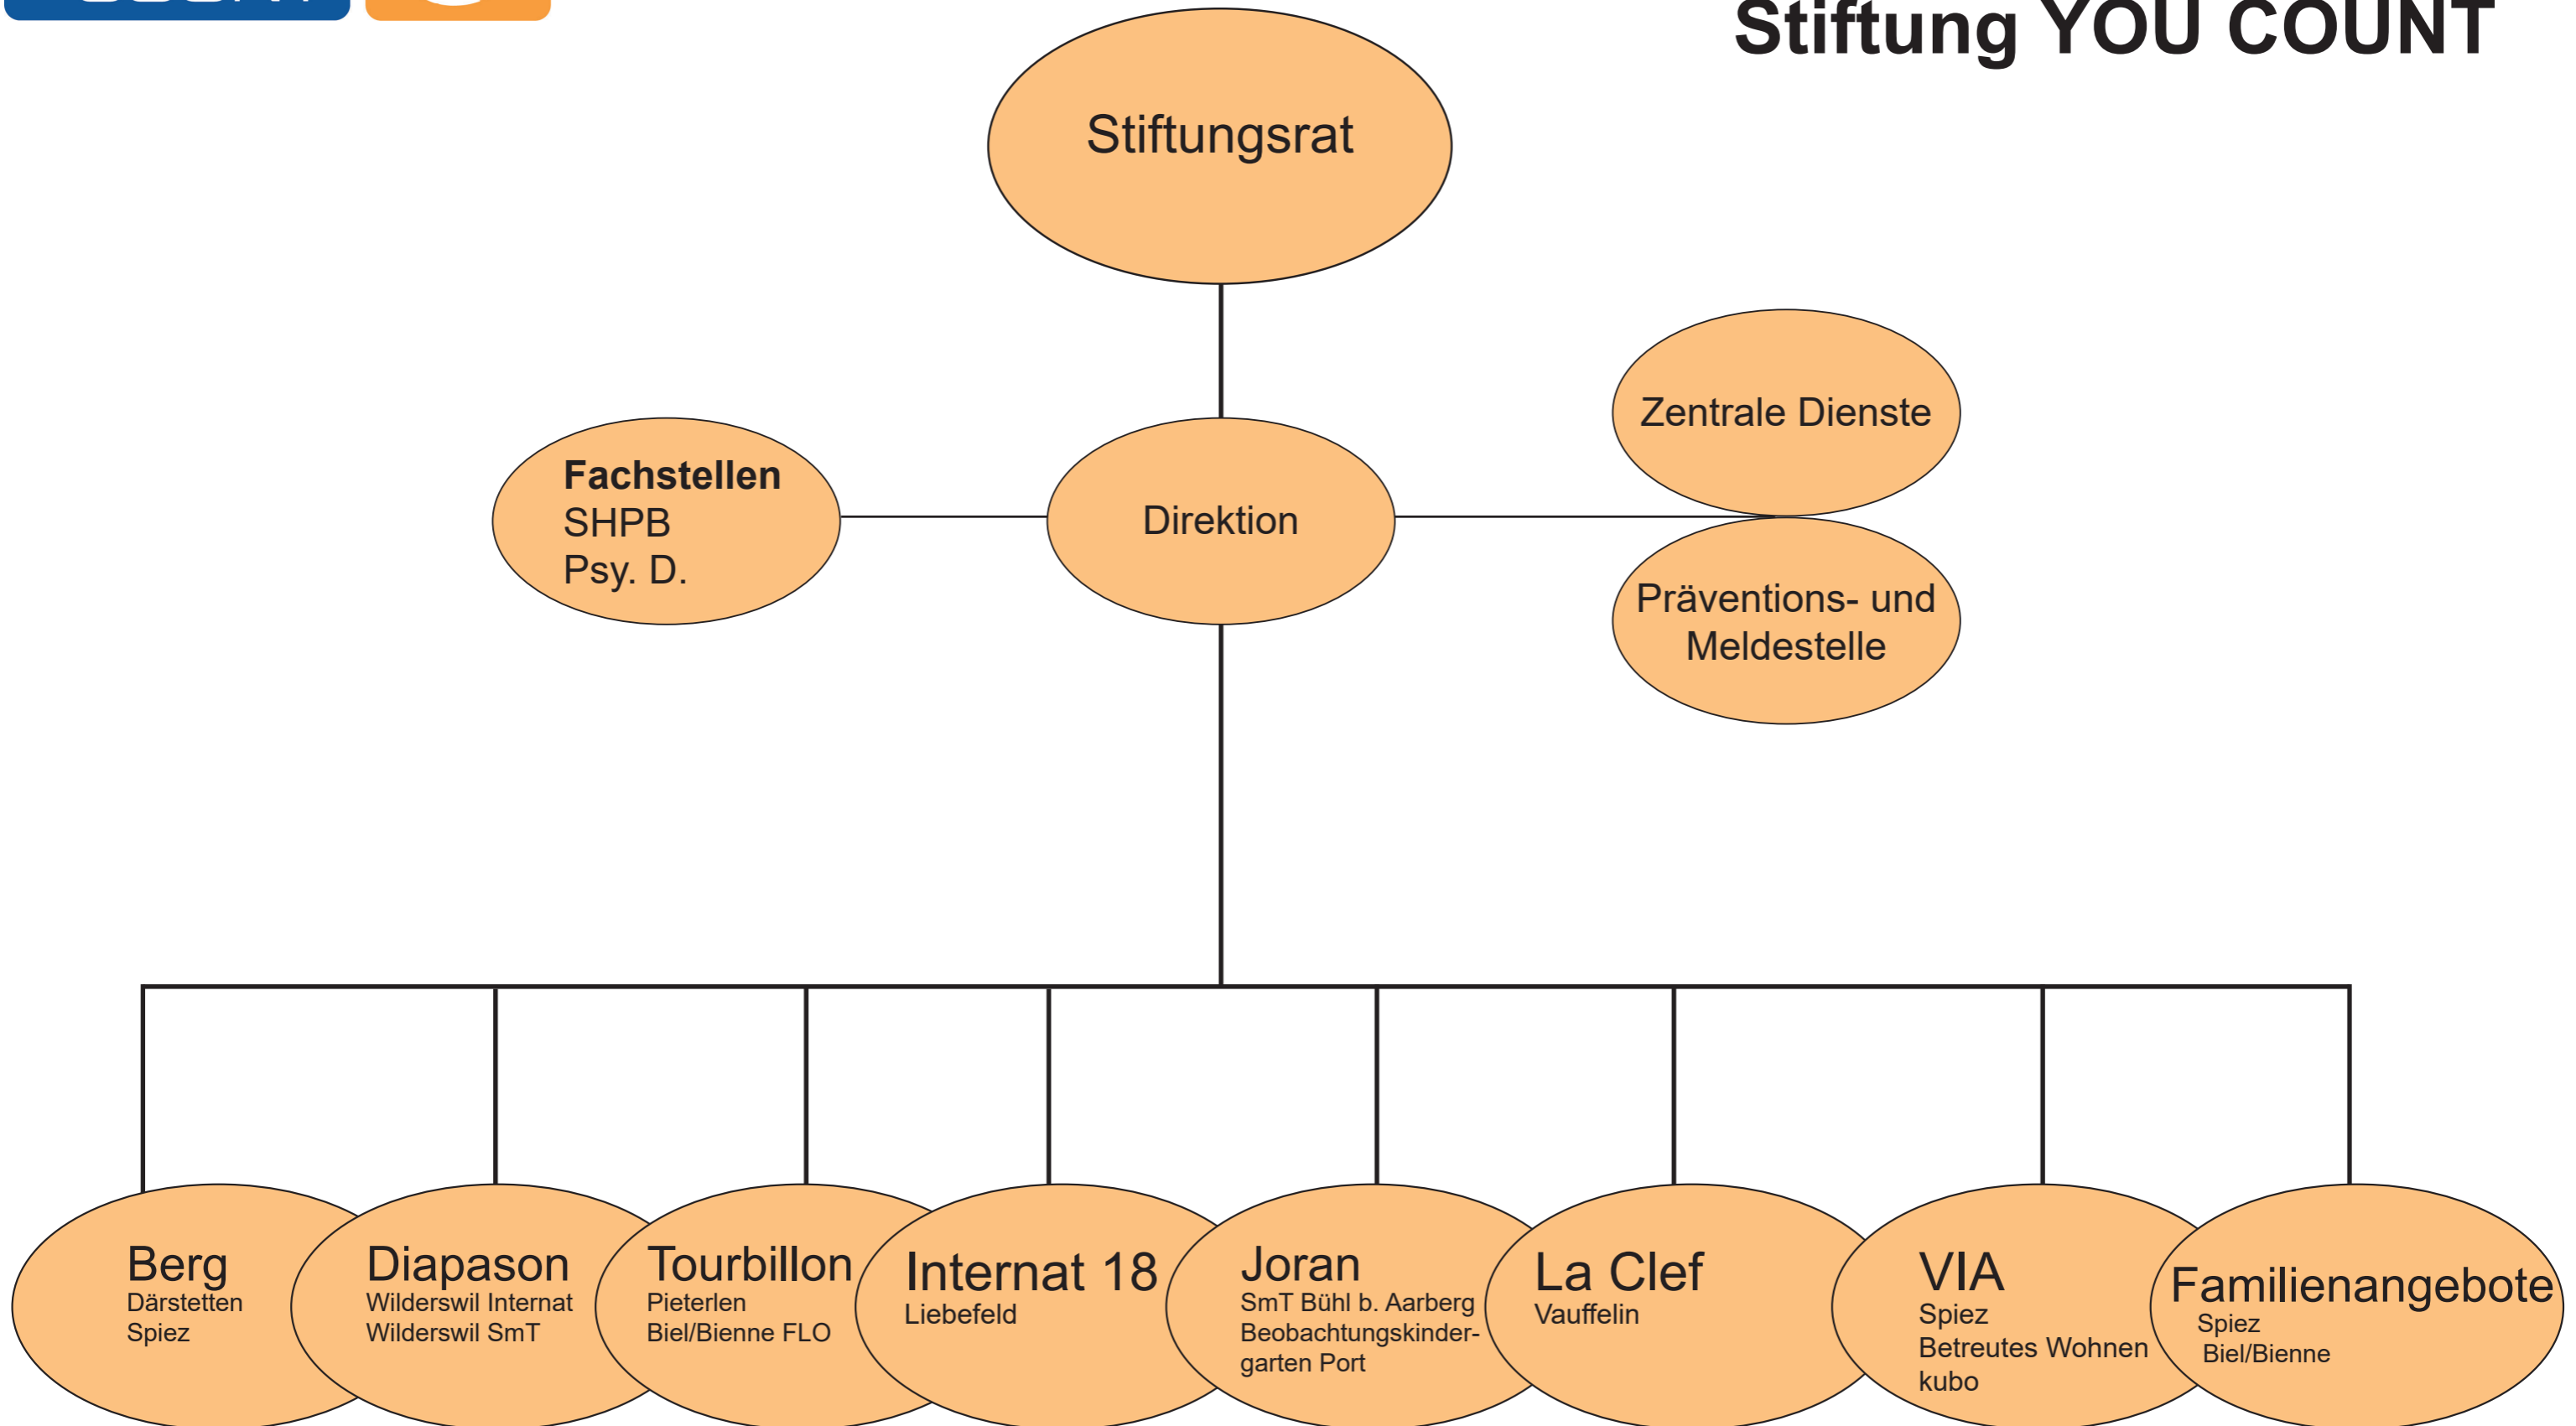 Stiftung YOU COUNT
Stiftungsrat
Zentrale Dienste
Fachstellen
SHPB
Psy. D.
Direktion
Präventions- und
Meldestelle
Berg
Därstetten
Spiez
Diapason
Wilderswil Internat
Wilderswil SmT
Tourbillon
Pieterlen
Biel/Bienne FLO
Internat 18
Liebefeld
Joran
SmT Bühl b. Aarberg
Beobachtungskinder-
garten Port
La Clef
Vauffelin
VIA
Spiez
Betreutes Wohnen
kubo
Familienangebote
Spiez
Biel/Bienne